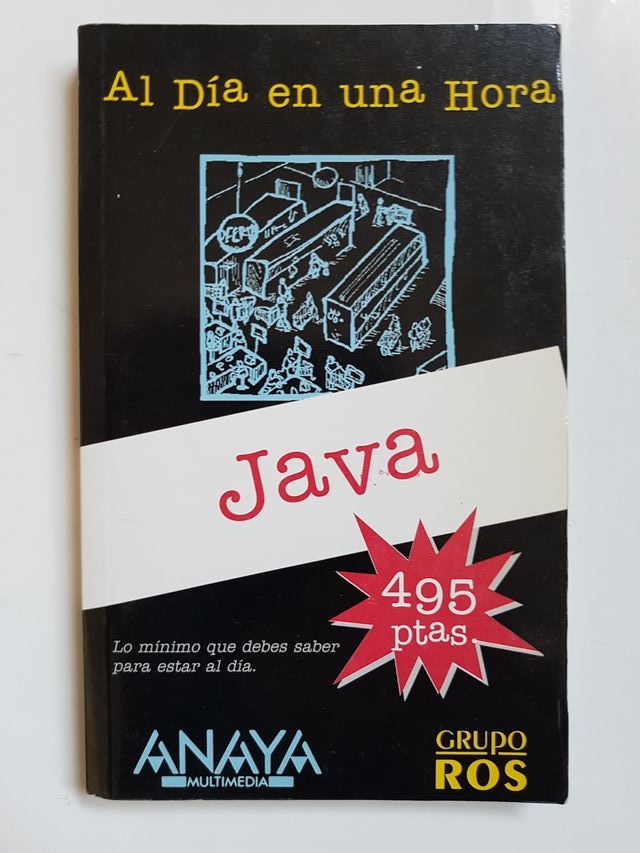 Al Día en una Hora
Java
495
ptas.
Lo mínimo que debes saber
para estar al día.
ANAYA
MULTIMEDIA
GRUPO
ROS